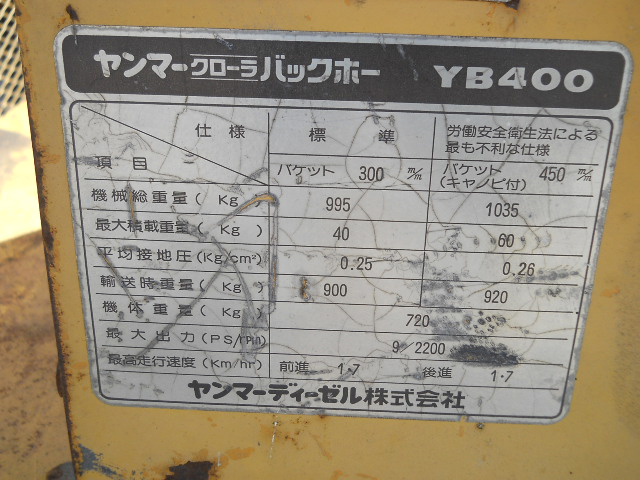 ヤンマークローラバックホー YB400
仕様 標準 労働安全衛生法による
最も不利な仕様
項目 バケット 300 m/m バケット 450 m/m
(キャノピ付)
機械総重量(Kg) 995 1035
最大積載重量(Kg) 40 60
平均接地圧(Kg/cm²) 0.25 0.26
輸送時重量(Kg) 900 920
機体重量(Kg) 720
最大出力(PS/rpm) 9/2200
最高走行速度(Km/hr) 前進 1・7 後進 1・7
ヤンマーディーゼル株式会社